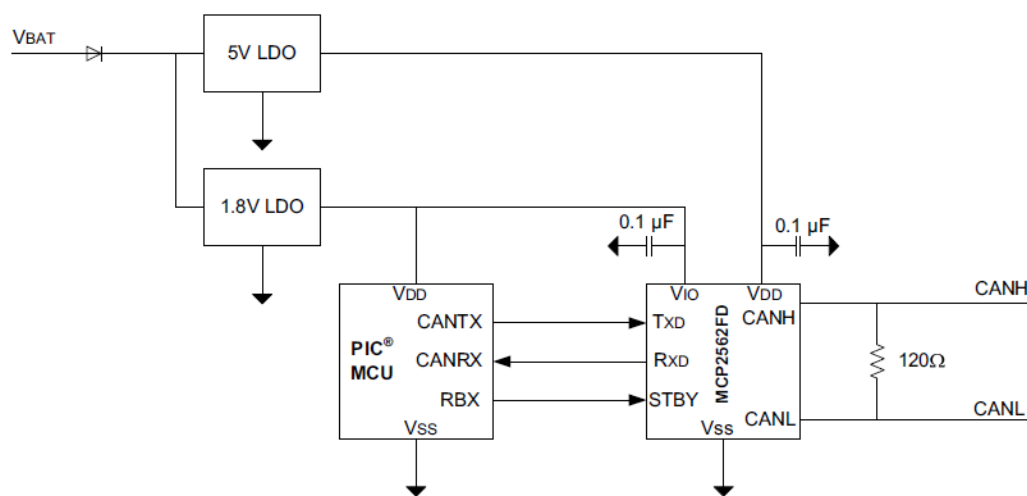 VBAT
5V LDO
1.8V LDO
0.1 µF
0.1 µF
VDD
CANTX
CANRX
RBX
VSS
PIC®
MCU
VIO
VDD
TXD
RXD
STBY
VSS
MCP2562FD
CANH
CANL
CANH
120Ω
CANL